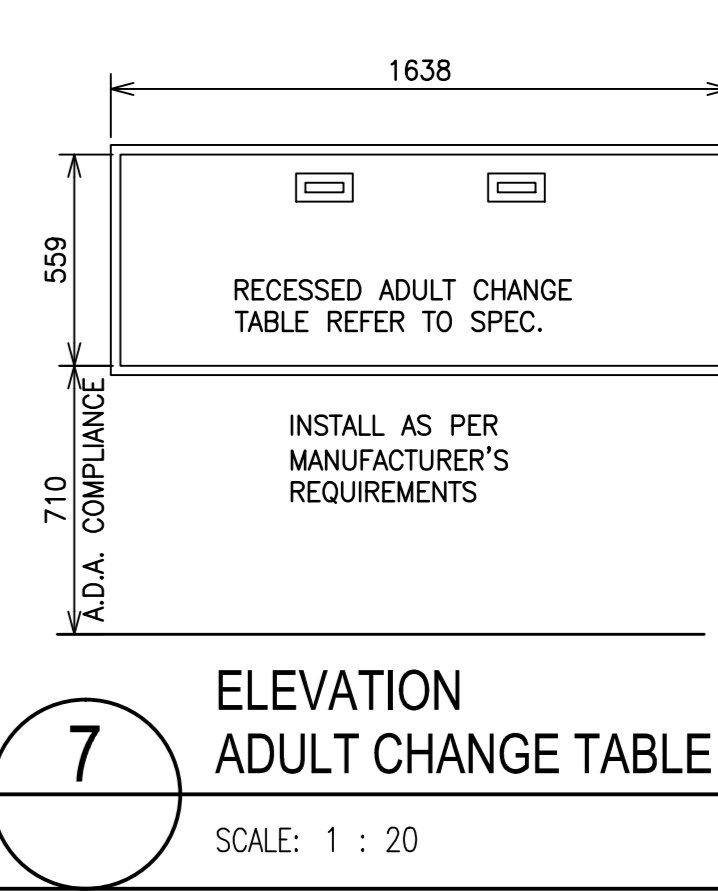 1638
559
RECESSED ADULT CHANGE
TABLE REFER TO SPEC.
710
A.D.A. COMPLIANCE
INSTALL AS PER
MANUFACTURER'S
REQUIREMENTS
7
ELEVATION
ADULT CHANGE TABLE
SCALE: 1 : 20